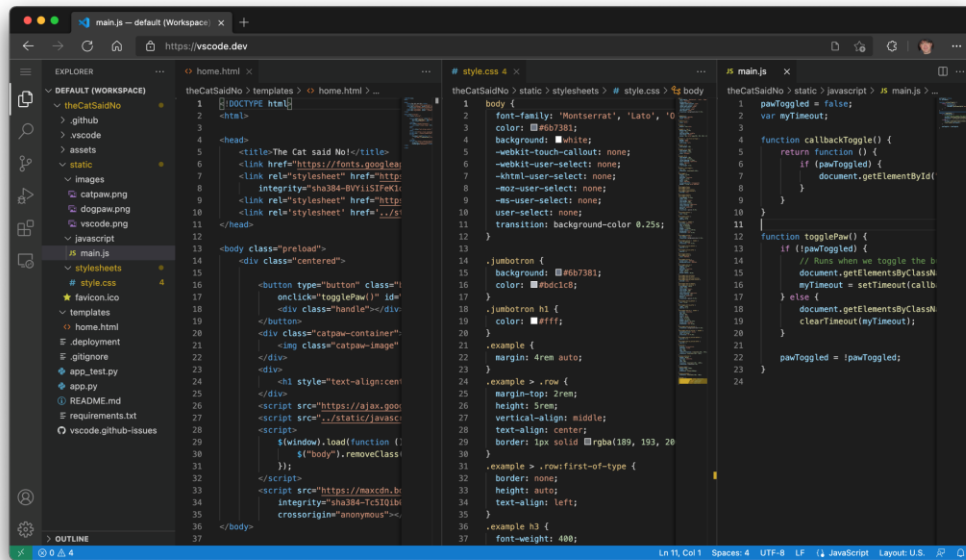 main.js — default (Workspace)
https://vscode.dev
EXPLORER
DEFAULT (WORKSPACE)
theCatSaidNo
.github
.vscode
assets
static
images
catpaw.png
dogpaw.png
vscode.png
javascript
JS main.js
stylesheets
# style.css 4
favicon.ico
templates
home.html
.deployment
.gitignore
app_test.py
app.py
README.md
requirements.txt
vscode.github-issues
OUTLINE
home.html
theCatSaidNo > templates > home.html > ...
1 <!DOCTYPE html>
2 <html>
3
4 <head>
5 <title>The Cat said No!</title>
6 <link href="https://fonts.googleap
7 <link rel="stylesheet" href="https
8 integrity="sha384-BVYiiSIFeK1d
9 <link rel="stylesheet" href="https
10 <link rel='stylesheet' href='../st
11 </head>
12
13 <body class="preload">
14 <div class="centered">
15
16 <button type="button" class="b
17 onclick="togglePaw()" id="
18 <div class="handle"></div>
19 </button>
20 <div class="catpaw-container">
21 <img class="catpaw-image"
22 </div>
23 <div>
24 <h1 style="text-align:cent
25 </div>
26 <script src="https://ajax.goog
27 <script src="../static/javasc
28 <script>
29 $(window).load(function ()
30 $("body").removeClass(
31 });
32 </script>
33 <script src="https://maxcdn.bo
34 integrity="sha384-Tc5IQib0
35 crossorigin="anonymous"></
36 </body>
37
# style.css 4
theCatSaidNo > static > stylesheets > # style.css > body
1 body {
2 font-family: 'Montserrat', 'Lato', 'O
3 color: #6b7381;
4 background: white;
5 -webkit-touch-callout: none;
6 -webkit-user-select: none;
7 -khtml-user-select: none;
8 -moz-user-select: none;
9 -ms-user-select: none;
10 user-select: none;
11 transition: background-color 0.25s;
12 }
13
14 .jumbotron {
15 background: #6b7381;
16 color: #bdc1c8;
17 }
18 .jumbotron h1 {
19 color: #fff;
20 }
21 .example {
22 margin: 4rem auto;
23 }
24 .example > .row {
25 margin-top: 2rem;
26 height: 5rem;
27 vertical-align: middle;
28 text-align: center;
29 border: 1px solid rgba(189, 193, 20
30 }
31 .example > .row:first-of-type {
32 border: none;
33 height: auto;
34 text-align: left;
35 }
36 .example h3 {
37 font-weight: 400;
JS main.js
theCatSaidNo > static > javascript > JS main.js > ...
1 pawToggled = false;
2 var myTimeout;
3
4 function callbackToggle() {
5 return function () {
6 if (pawToggled) {
7 document.getElementById('
8 }
9 }
10 }
11
12 function togglePaw() {
13 if (!pawToggled) {
14 // Runs when we toggle the b
15 document.getElementsByClassN
16 myTimeout = setTimeout(callb
17 } else {
18 document.getElementsByClassN
19 clearTimeout(myTimeout);
20 }
21
22 pawToggled = !pawToggled;
23 }
24
0 4
Ln 11, Col 1 Spaces: 4 UTF-8 LF JavaScript Layout: U.S.